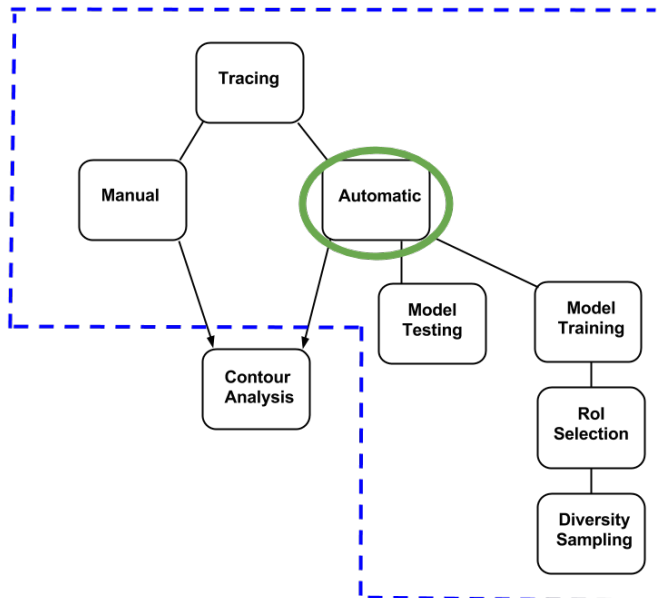 Tracing
Manual
Automatic
Model
Testing
Model
Training
Contour
Analysis
RoI
Selection
Diversity
Sampling